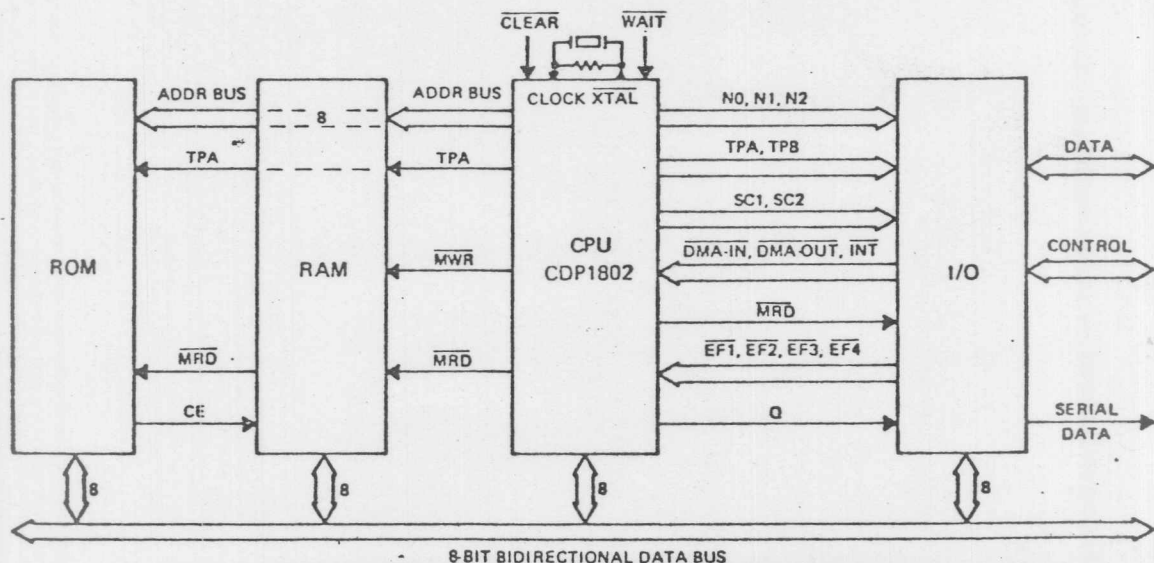 CLEAR WAIT
CLOCK XTAL
ADDR BUS
8
ADDR BUS
N0, N1, N2
TPA
TPA
TPA, TPB
DATA
SC1, SC2
ROM
RAM
CPU
CDP1802
I/O
MWR
DMA-IN, DMA-OUT, INT
CONTROL
MRD
MRD
MRD
EF1, EF2, EF3, EF4
CE
Q
SERIAL
DATA
8
8
8
8
8-BIT BIDIRECTIONAL DATA BUS